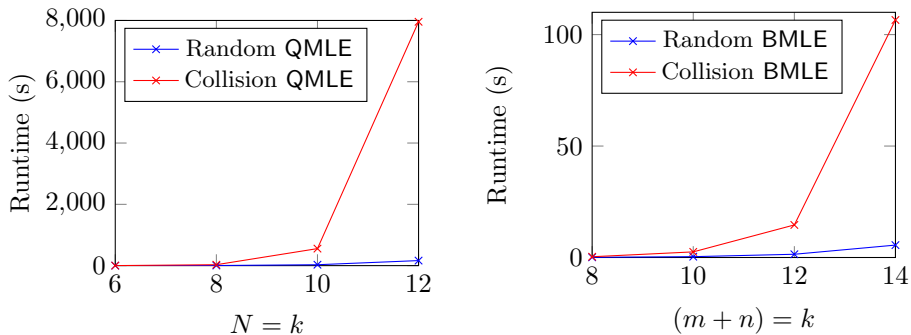 8,000
6,000
4,000
2,000
0
6
8
10
12
Runtime (s)
N = k
Random QMLE
Collision QMLE
100
50
0
8
10
12
14
Runtime (s)
(m + n) = k
Random BMLE
Collision BMLE